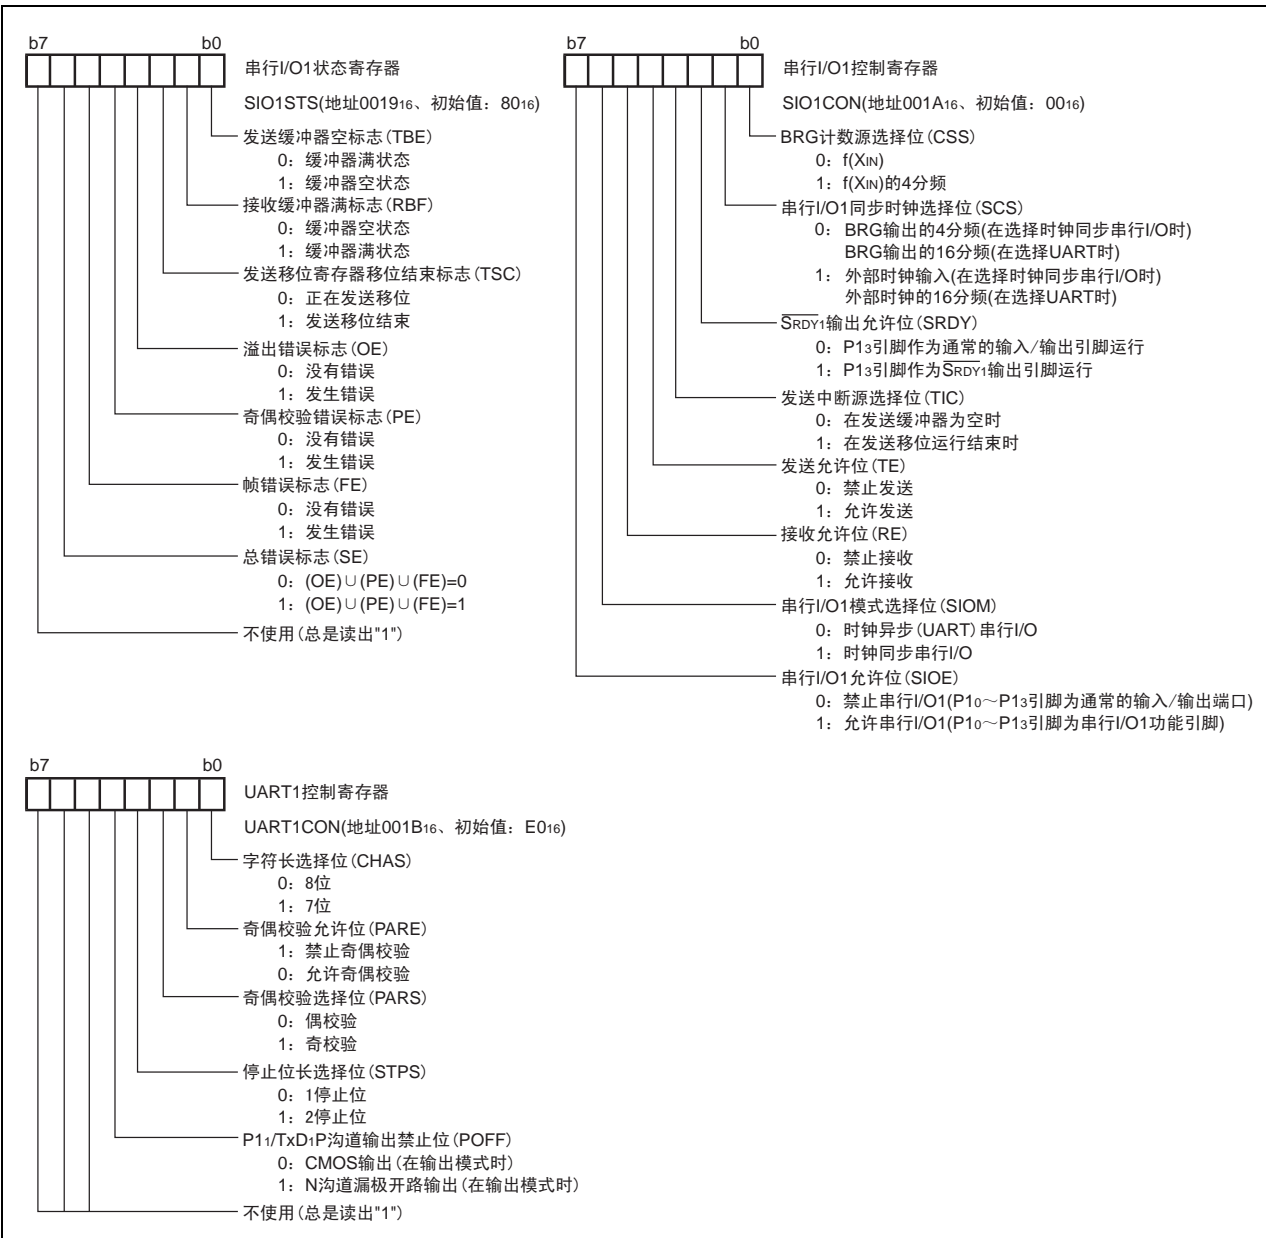 b7 b0
串行I/O1状态寄存器
SIO1STS(地址0019₁₆、初始值：80₁₆)
发送缓冲器空标志(TBE)
0：缓冲器满状态
1：缓冲器空状态
接收缓冲器满标志(RBF)
0：缓冲器空状态
1：缓冲器满状态
发送移位寄存器移位结束标志(TSC)
0：正在发送移位
1：发送移位结束
溢出错误标志(OE)
0：没有错误
1：发生错误
奇偶校验错误标志(PE)
0：没有错误
1：发生错误
帧错误标志(FE)
0：没有错误
1：发生错误
总错误标志(SE)
0：(OE)∪(PE)∪(FE)=0
1：(OE)∪(PE)∪(FE)=1
不使用(总是读出"1")
b7 b0
串行I/O1控制寄存器
SIO1CON(地址001A₁₆、初始值：00₁₆)
BRG计数源选择位(CSS)
0：f(XIN)
1：f(XIN)的4分频
串行I/O1同步时钟选择位(SCS)
0：BRG输出的4分频(在选择时钟同步串行I/O时)
BRG输出的16分频(在选择UART时)
1：外部时钟输入(在选择时钟同步串行I/O时)
外部时钟的16分频(在选择UART时)
S̅R̅D̅Y̅₁输出允许位(SRDY)
0：P1₃引脚作为通常的输入/输出引脚运行
1：P1₃引脚作为S̅R̅D̅Y̅₁输出引脚运行
发送中断源选择位(TIC)
0：在发送缓冲器为空时
1：在发送移位运行结束时
发送允许位(TE)
0：禁止发送
1：允许发送
接收允许位(RE)
0：禁止接收
1：允许接收
串行I/O1模式选择位(SIOM)
0：时钟异步(UART)串行I/O
1：时钟同步串行I/O
串行I/O1允许位(SIOE)
0：禁止串行I/O1(P1₀～P1₃引脚为通常的输入/输出端口)
1：允许串行I/O1(P1₀～P1₃引脚为串行I/O1功能引脚)
b7 b0
UART1控制寄存器
UART1CON(地址001B₁₆、初始值：E0₁₆)
字符长选择位(CHAS)
0：8位
1：7位
奇偶校验允许位(PARE)
1：禁止奇偶校验
0：允许奇偶校验
奇偶校验选择位(PARS)
0：偶校验
1：奇校验
停止位长选择位(STPS)
0：1停止位
1：2停止位
P1₁/TxD₁P沟道输出禁止位(POFF)
0：CMOS输出(在输出模式时)
1：N沟道漏极开路输出(在输出模式时)
不使用(总是读出"1")